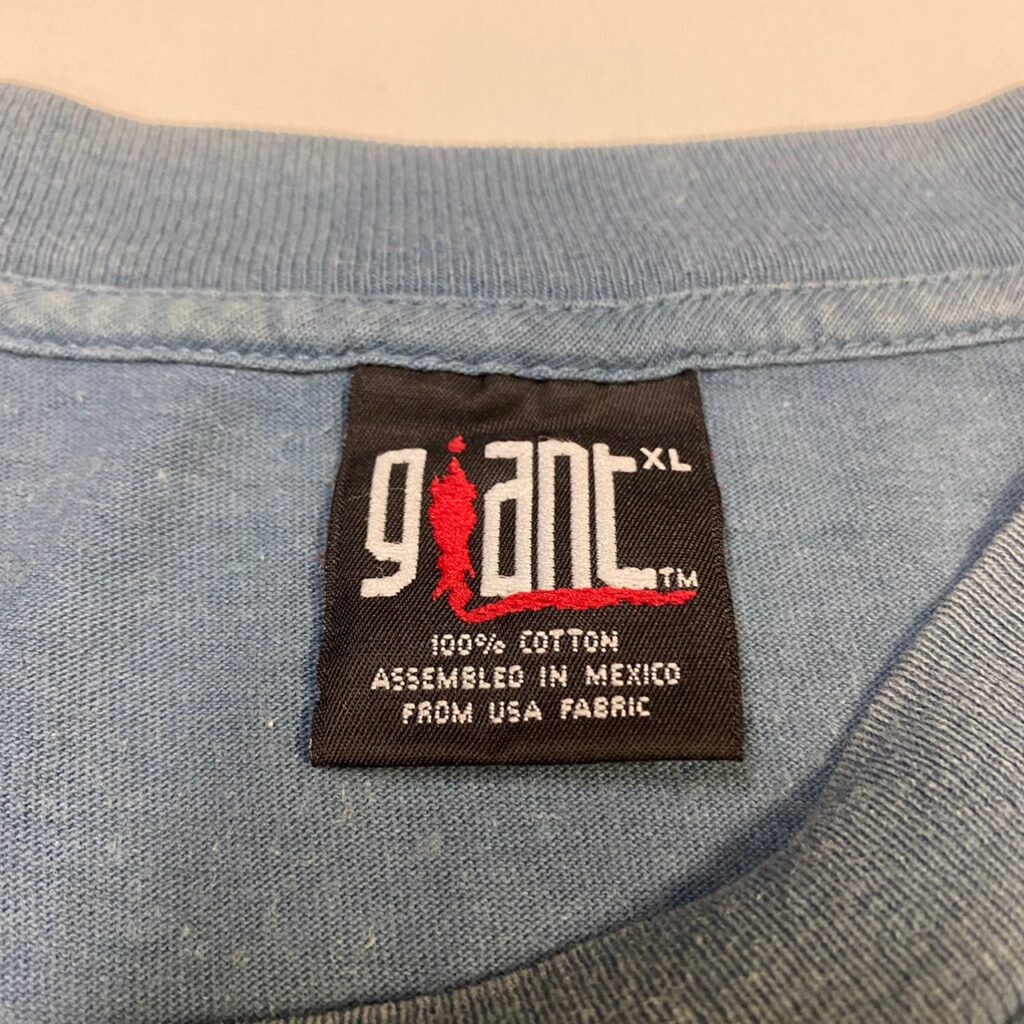 giant XL
TM
100% COTTON
ASSEMBLED IN MEXICO
FROM USA FABRIC